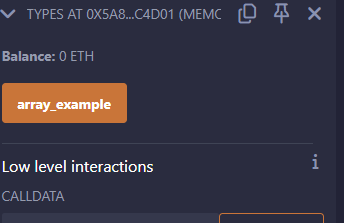 TYPES AT 0X5A8...C4D01 (MEMC
Balance: 0 ETH
array_example
Low level interactions
CALLDATA